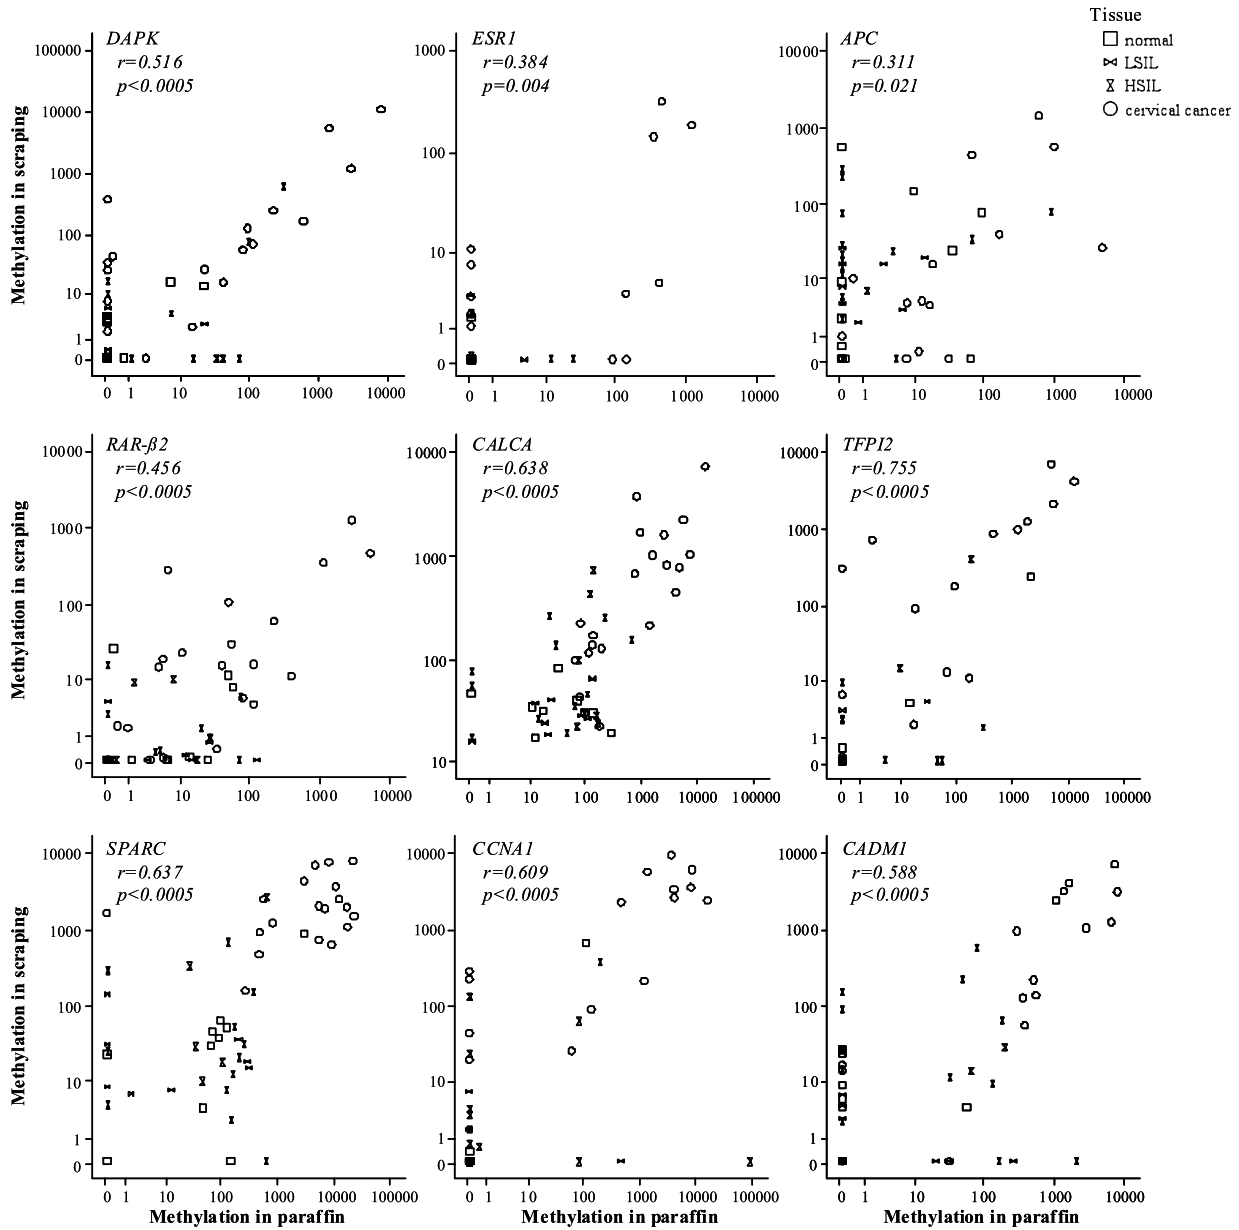 Tissue
normal
LSIL
HSIL
cervical cancer
DAPK
r=0.516
p<0.0005
100000
10000
1000
100
10
1
0
0 1 10 100 1000 10000
Methylation in scraping
ESR1
r=0.384
p=0.004
1000
100
10
1
0
0 1 10 100 1000 10000
APC
r=0.311
p=0.021
10000
1000
100
10
1
0
0 1 10 100 1000 10000
RAR-β2
r=0.456
p<0.0005
10000
1000
100
10
1
0
0 1 10 100 1000 10000
Methylation in scraping
CALCA
r=0.638
p<0.0005
10000
1000
100
10
0 1 10 100 1000 10000 100000
TFPI2
r=0.755
p<0.0005
10000
1000
100
10
1
0
0 1 10 100 1000 10000 100000
SPARC
r=0.637
p<0.0005
10000
1000
100
10
1
0
0 1 10 100 1000 10000 100000
Methylation in scraping
Methylation in paraffin
CCNA1
r=0.609
p<0.0005
10000
1000
100
10
1
0
0 1 10 100 1000 10000 100000
Methylation in paraffin
CADM1
r=0.588
p<0.0005
10000
1000
100
10
1
0
0 1 10 100 1000 10000
Methylation in paraffin